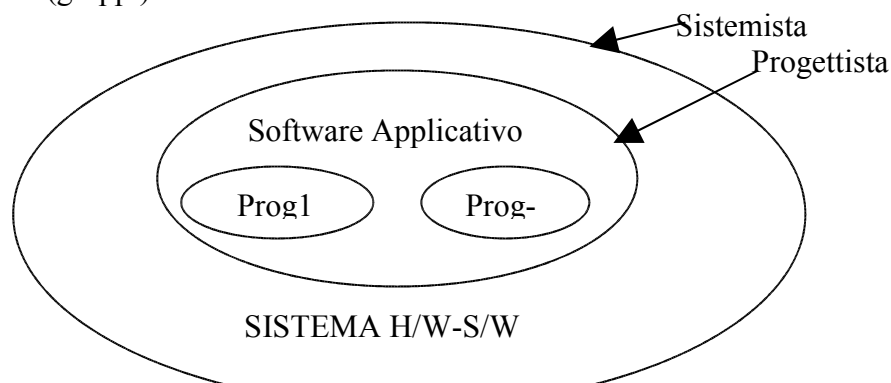 Sistemista
Progettista
Software Applicativo
Prog1
Prog-
SISTEMA H/W-S/W